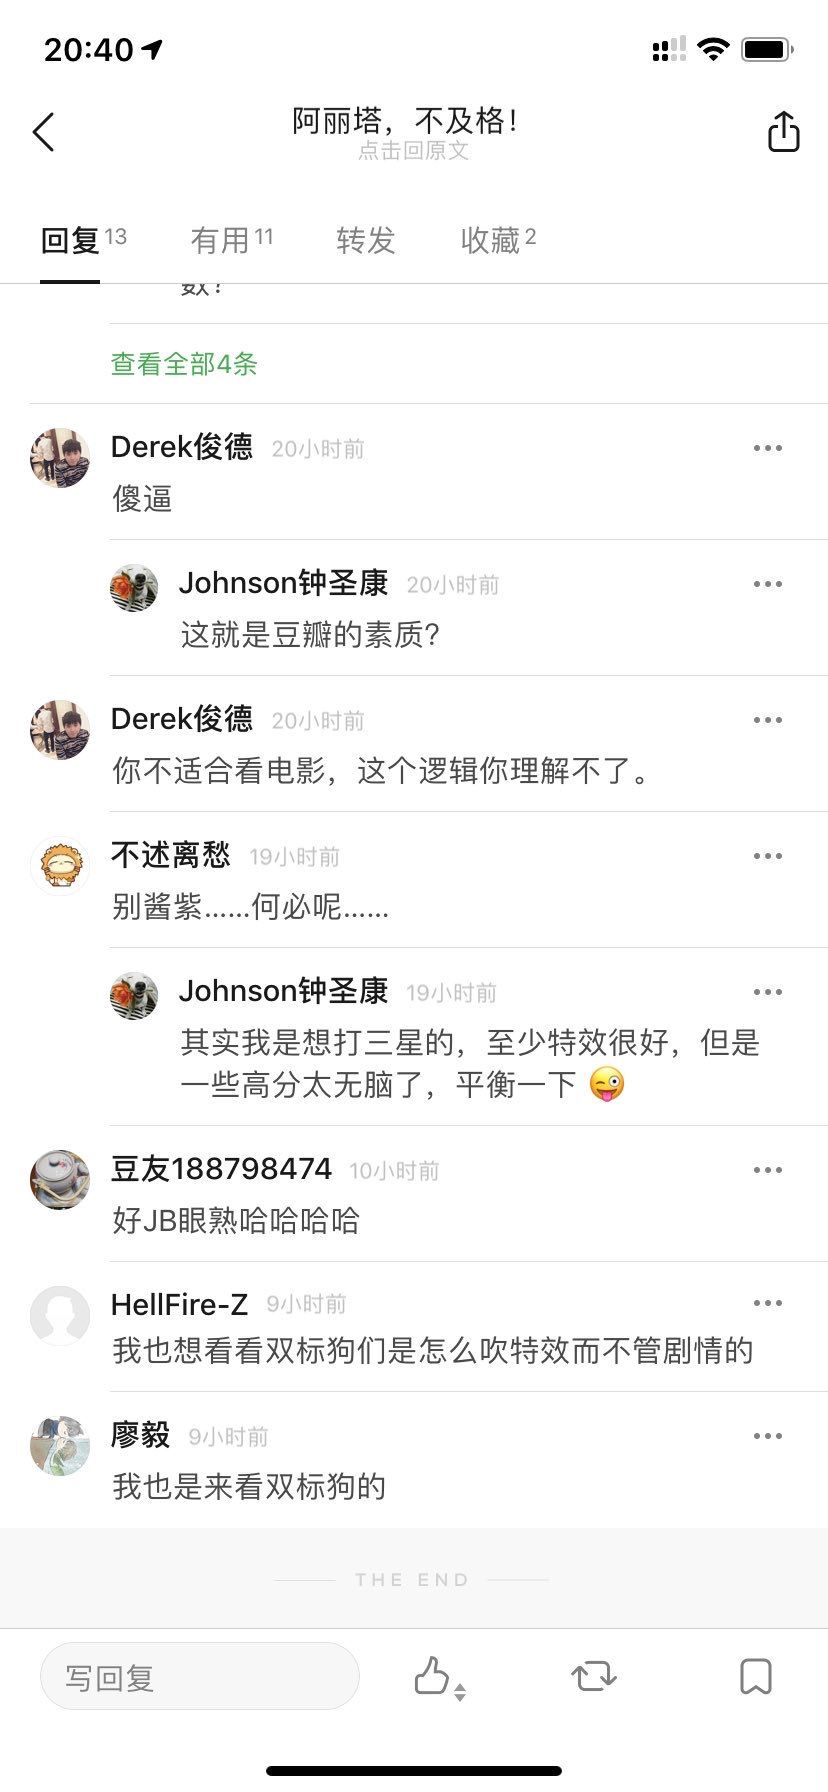 20:40
阿丽塔，不及格！
点击回原文
回复 13 有用 11 转发 收藏 2
数？
查看全部4条
Derek俊德 20小时前
傻逼
Johnson钟圣康 20小时前
这就是豆瓣的素质?
Derek俊德 20小时前
你不适合看电影，这个逻辑你理解不了。
不述离愁 19小时前
别酱紫……何必呢……
Johnson钟圣康 19小时前
其实我是想打三星的，至少特效很好，但是
一些高分太无脑了，平衡一下 😜
豆友188798474 10小时前
好JB眼熟哈哈哈哈
HellFire-Z 9小时前
我也想看看双标狗们是怎么吹特效而不管剧情的
廖毅 9小时前
我也是来看双标狗的
THE END
写回复